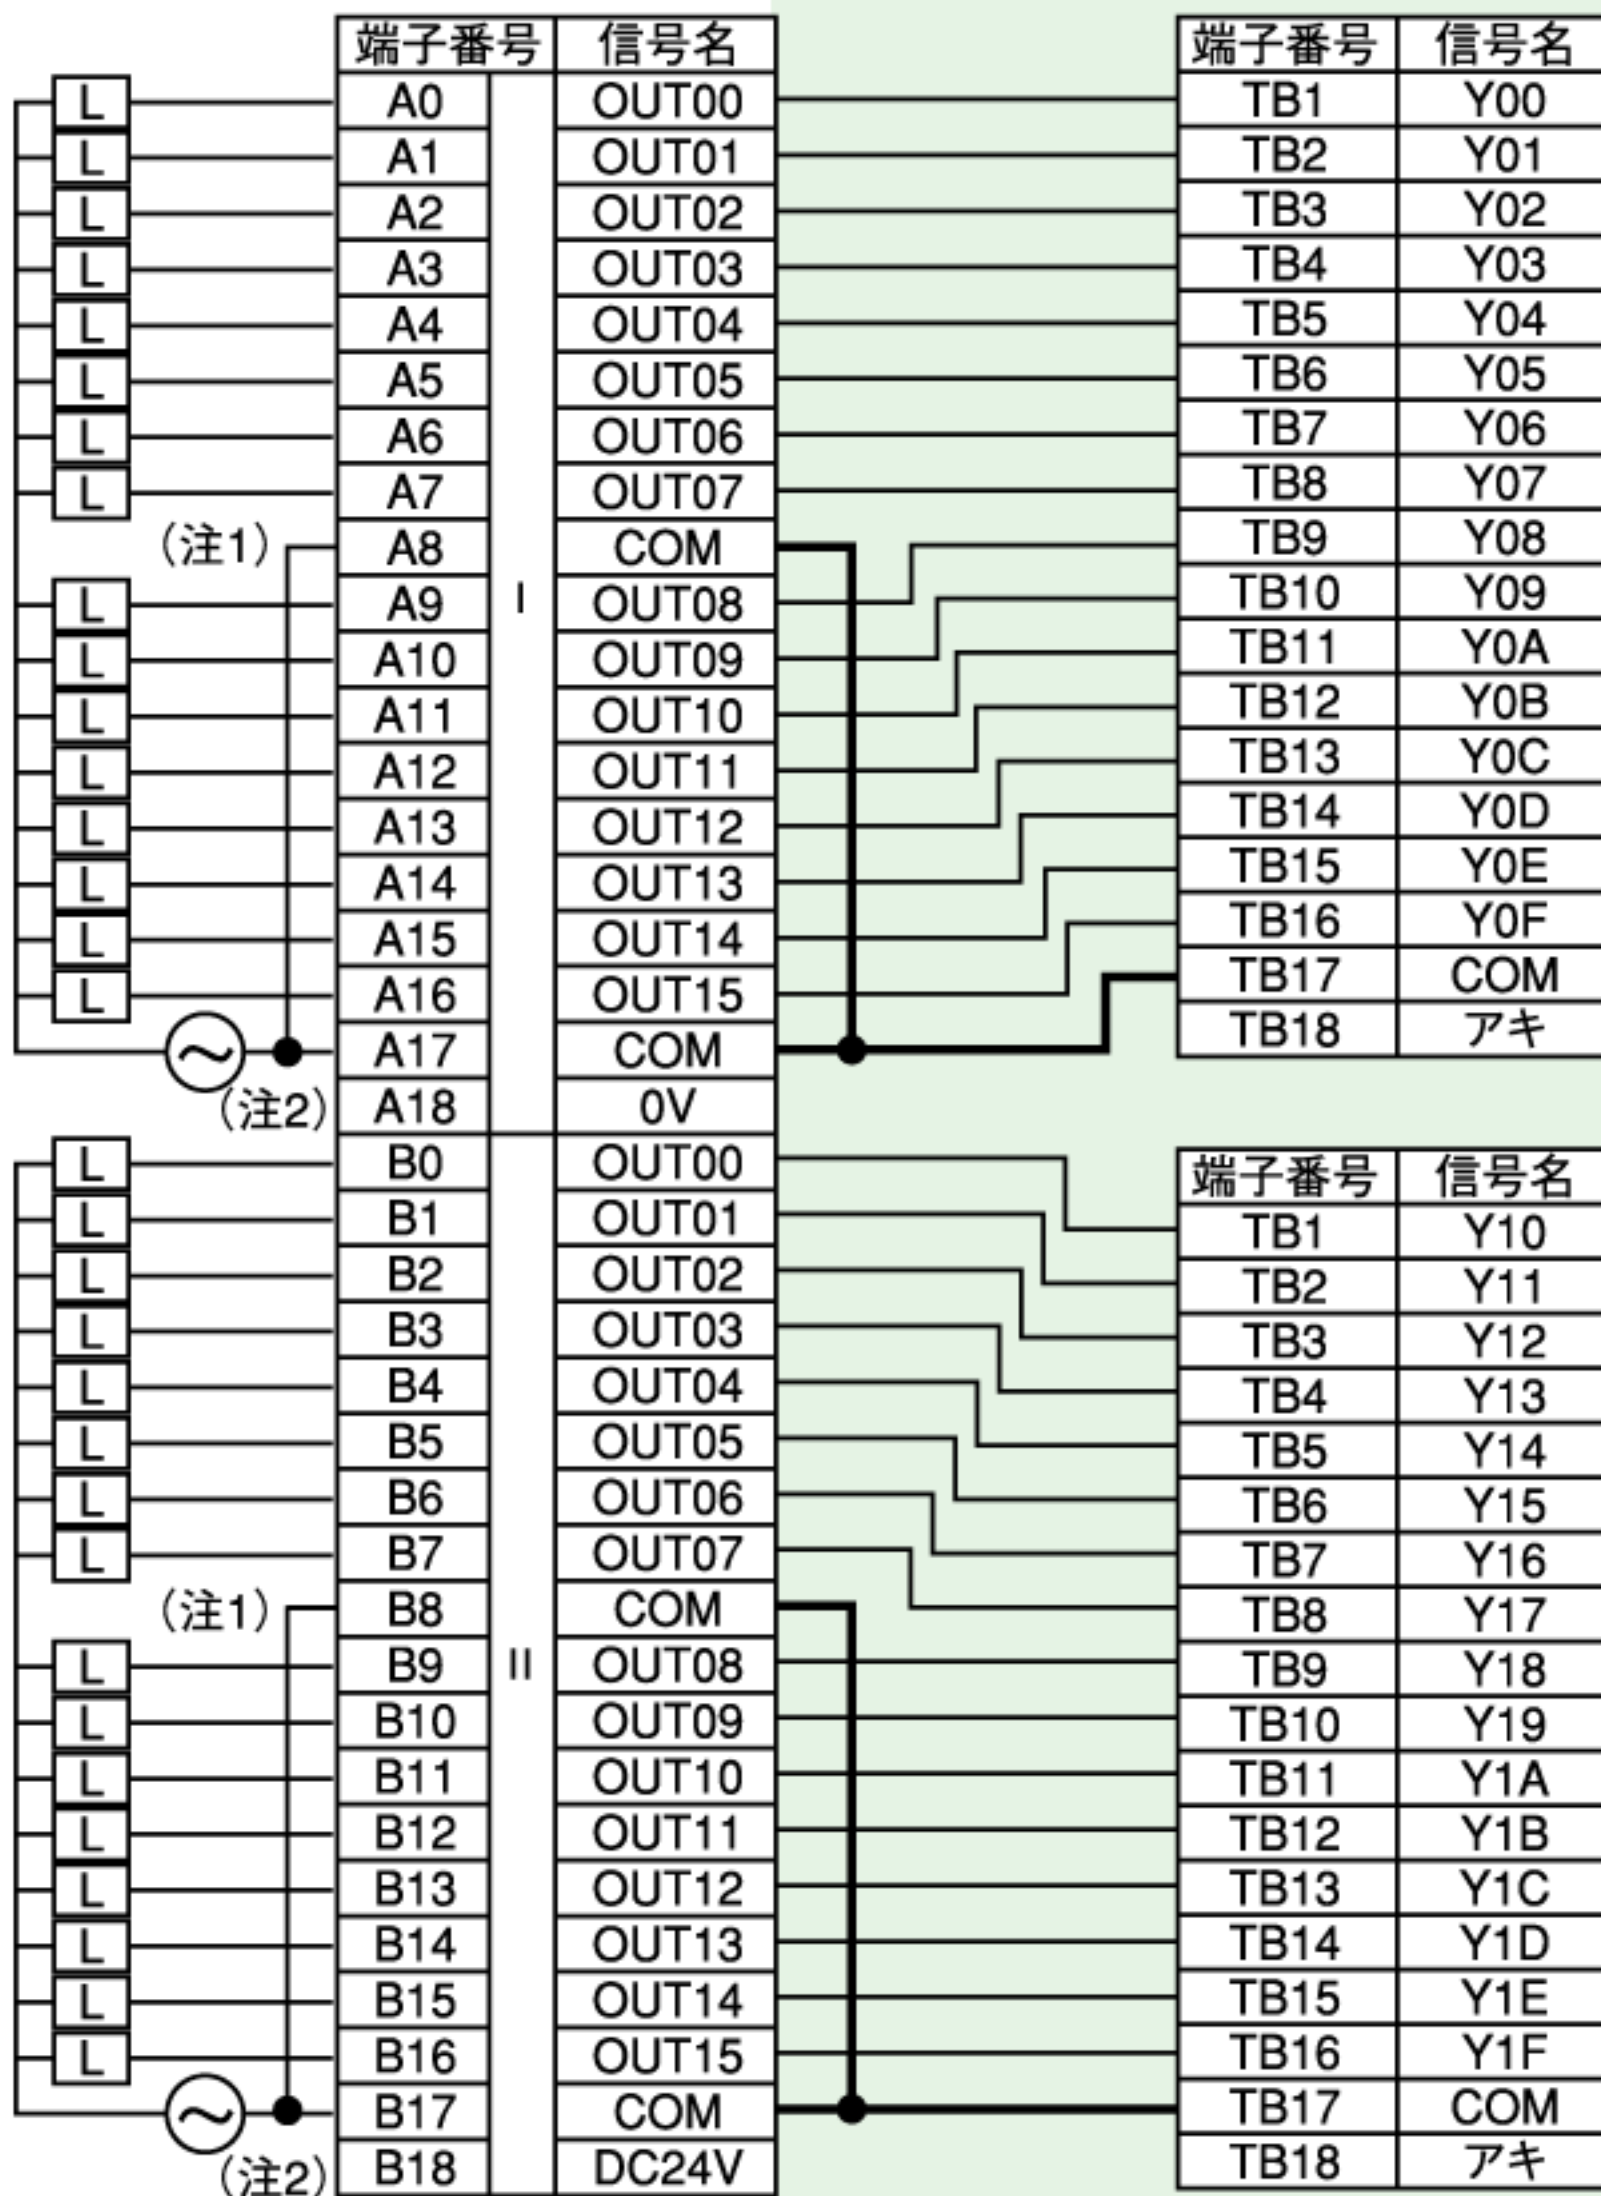 端子番号 信号名 端子番号 信号名
L A0 OUT00 TB1 Y00
L A1 OUT01 TB2 Y01
L A2 OUT02 TB3 Y02
L A3 OUT03 TB4 Y03
L A4 OUT04 TB5 Y04
L A5 OUT05 TB6 Y05
L A6 OUT06 TB7 Y06
L A7 OUT07 TB8 Y07
(注1) A8 COM TB9 Y08
L A9 I OUT08 TB10 Y09
L A10 OUT09 TB11 Y0A
L A11 OUT10 TB12 Y0B
L A12 OUT11 TB13 Y0C
L A13 OUT12 TB14 Y0D
L A14 OUT13 TB15 Y0E
L A15 OUT14 TB16 Y0F
L A16 OUT15 TB17 COM
A17 COM TB18 アキ
(注2) A18 0V
L B0 OUT00 端子番号 信号名
L B1 OUT01 TB1 Y10
L B2 OUT02 TB2 Y11
L B3 OUT03 TB3 Y12
L B4 OUT04 TB4 Y13
L B5 OUT05 TB5 Y14
L B6 OUT06 TB6 Y15
L B7 OUT07 TB7 Y16
(注1) B8 COM TB8 Y17
L B9 II OUT08 TB9 Y18
L B10 OUT09 TB10 Y19
L B11 OUT10 TB11 Y1A
L B12 OUT11 TB12 Y1B
L B13 OUT12 TB13 Y1C
L B14 OUT13 TB14 Y1D
L B15 OUT14 TB15 Y1E
L B16 OUT15 TB16 Y1F
B17 COM TB17 COM
(注2) B18 DC24V TB18 アキ